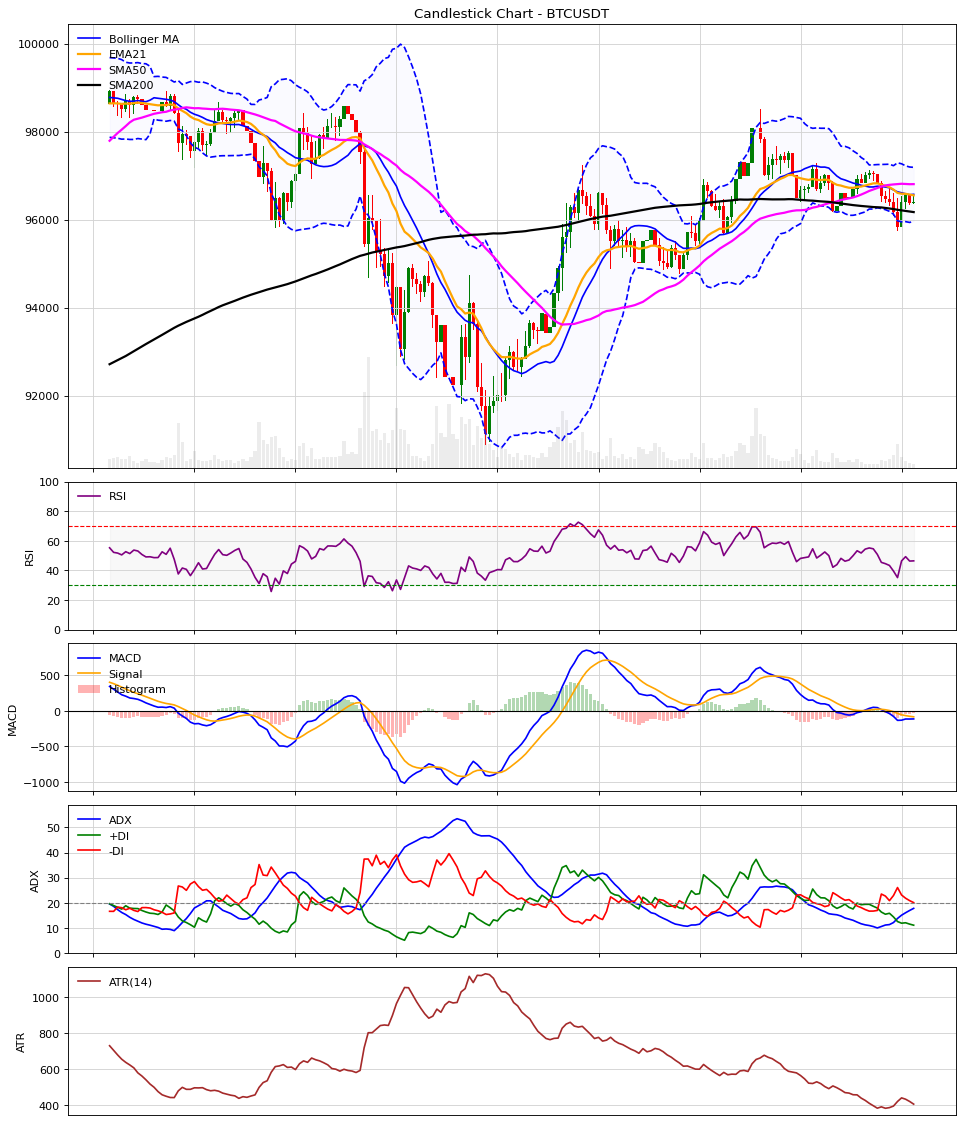 Candlestick Chart - BTCUSDT
Bollinger MA
EMA21
SMA50
SMA200
100000
98000
96000
94000
92000
RSI
RSI
100
80
60
40
20
0
MACD
Signal
Histogram
MACD
500
0
−500
−1000
ADX
+DI
-DI
ADX
50
40
30
20
10
0
ATR(14)
ATR
1000
800
600
400